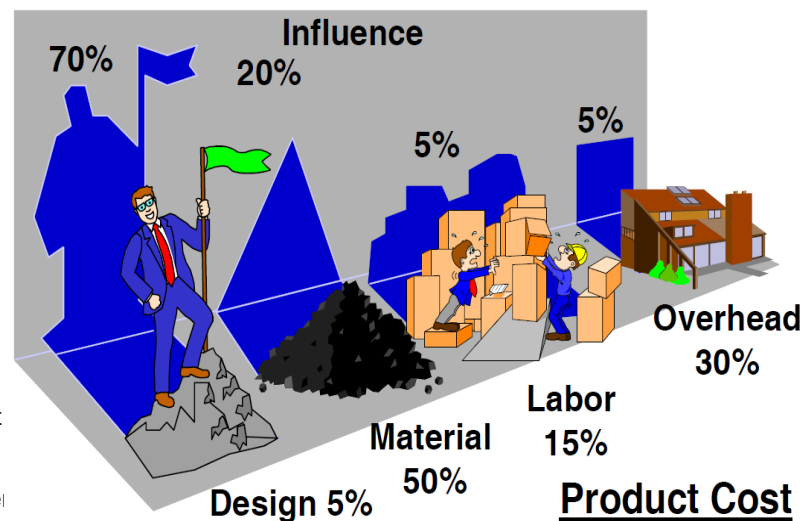 Influence
70%
20%
5%
5%
Overhead
30%
Labor
15%
Material
50%
Design 5%
Product Cost